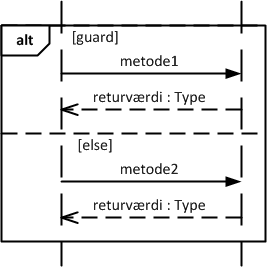 alt
[guard]
metode1
returværdi : Type
[else]
metode2
returværdi : Type